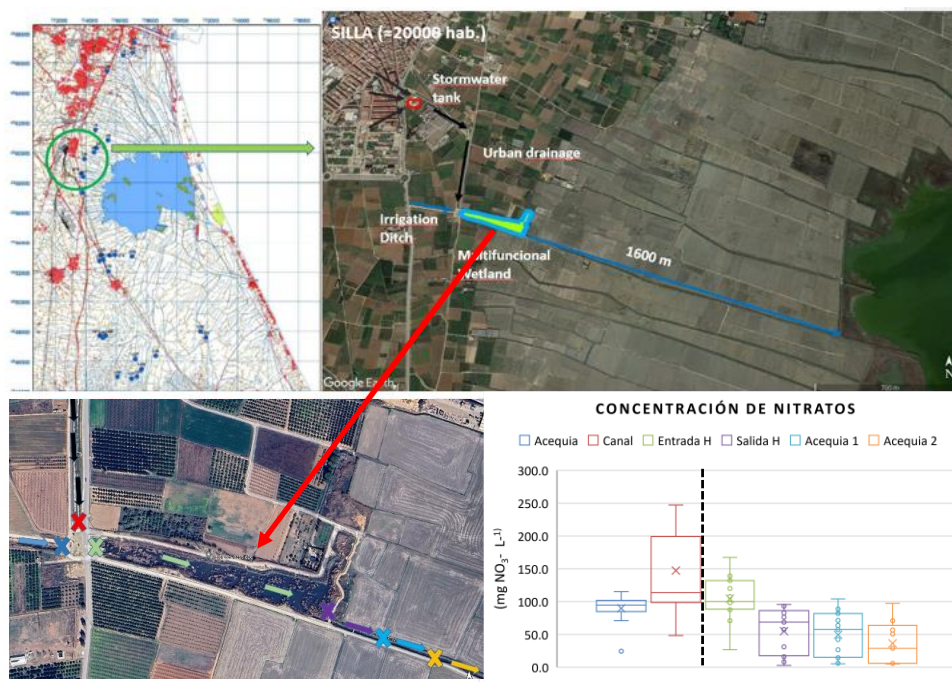 SILLA (≈20000 hab.)
Stormwater
tank
Urban drainage
Irrigation
Ditch
Multifuncional
Wetland
1600 m
Google Earth
700 m
N
CONCENTRACIÓN DE NITRATOS
Acequia Canal Entrada H Salida H Acequia 1 Acequia 2
(mg NO3- L-1)
300.0
250.0
200.0
150.0
100.0
50.0
0.0